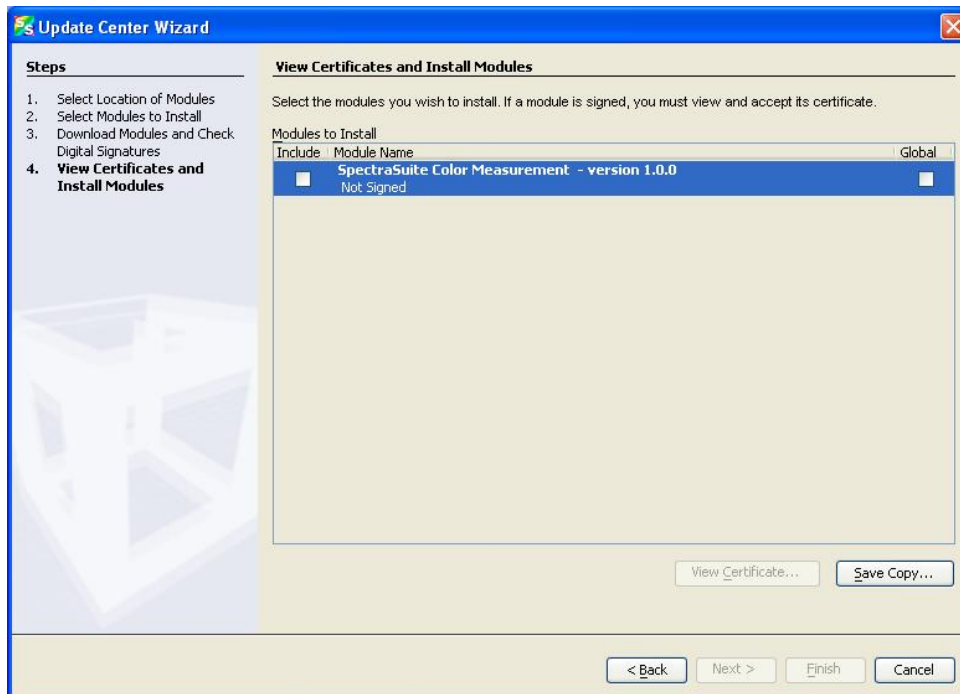 Update Center Wizard
Steps
1. Select Location of Modules
2. Select Modules to Install
3. Download Modules and Check
Digital Signatures
4. View Certificates and
Install Modules
View Certificates and Install Modules
Select the modules you wish to install. If a module is signed, you must view and accept its certificate.
Modules to Install
Include Module Name Global
SpectraSuite Color Measurement - version 1.0.0
Not Signed
View Certificate... Save Copy...
< Back Next > Finish Cancel